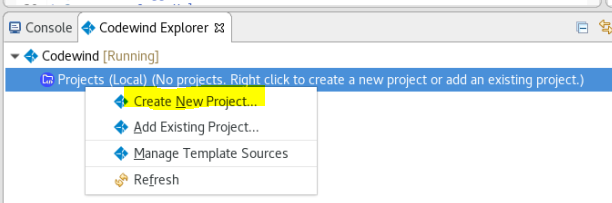 Console Codewind Explorer
Codewind [Running]
Projects (Local) (No projects. Right click to create a new project or add an existing project.)
Create New Project...
Add Existing Project...
Manage Template Sources
Refresh